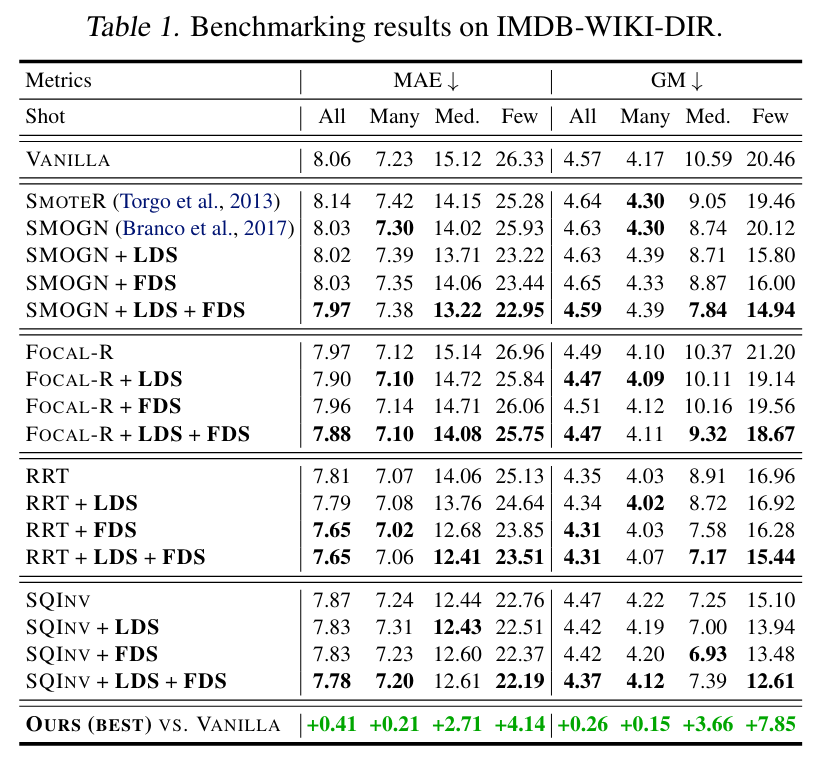 Table 1. Benchmarking results on IMDB-WIKI-DIR.
Metrics MAE ↓ GM ↓
Shot All Many Med. Few All Many Med. Few
VANILLA 8.06 7.23 15.12 26.33 4.57 4.17 10.59 20.46
SMOTER (Torgo et al., 2013) 8.14 7.42 14.15 25.28 4.64 4.30 9.05 19.46
SMOGN (Branco et al., 2017) 8.03 7.30 14.02 25.93 4.63 4.30 8.74 20.12
SMOGN + LDS 8.02 7.39 13.71 23.22 4.63 4.39 8.71 15.80
SMOGN + FDS 8.03 7.35 14.06 23.44 4.65 4.33 8.87 16.00
SMOGN + LDS + FDS 7.97 7.38 13.22 22.95 4.59 4.39 7.84 14.94
FOCAL-R 7.97 7.12 15.14 26.96 4.49 4.10 10.37 21.20
FOCAL-R + LDS 7.90 7.10 14.72 25.84 4.47 4.09 10.11 19.14
FOCAL-R + FDS 7.96 7.14 14.71 26.06 4.51 4.12 10.16 19.56
FOCAL-R + LDS + FDS 7.88 7.10 14.08 25.75 4.47 4.11 9.32 18.67
RRT 7.81 7.07 14.06 25.13 4.35 4.03 8.91 16.96
RRT + LDS 7.79 7.08 13.76 24.64 4.34 4.02 8.72 16.92
RRT + FDS 7.65 7.02 12.68 23.85 4.31 4.03 7.58 16.28
RRT + LDS + FDS 7.65 7.06 12.41 23.51 4.31 4.07 7.17 15.44
SQINV 7.87 7.24 12.44 22.76 4.47 4.22 7.25 15.10
SQINV + LDS 7.83 7.31 12.43 22.51 4.42 4.19 7.00 13.94
SQINV + FDS 7.83 7.23 12.60 22.37 4.42 4.20 6.93 13.48
SQINV + LDS + FDS 7.78 7.20 12.61 22.19 4.37 4.12 7.39 12.61
OURS (BEST) VS. VANILLA +0.41 +0.21 +2.71 +4.14 +0.26 +0.15 +3.66 +7.85